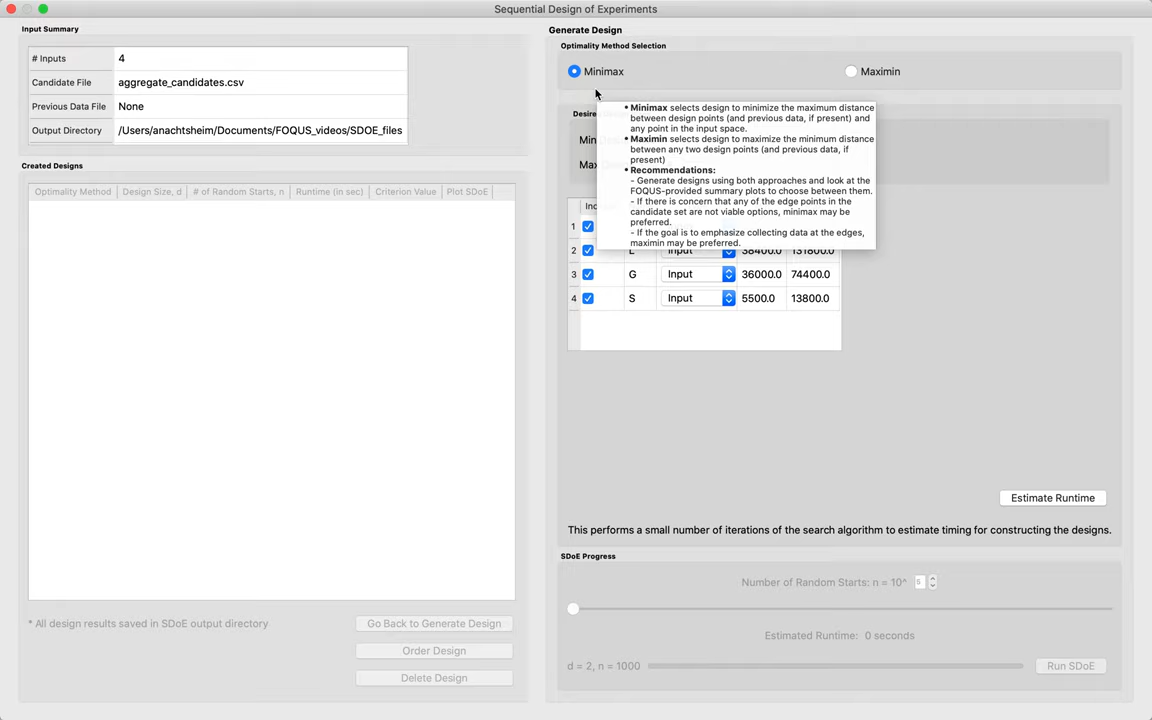 Sequential Design of Experiments
Input Summary
# Inputs 4
Candidate File aggregate_candidates.csv
Previous Data File None
Output Directory /Users/anachtsheim/Documents/FOQUS_videos/SDOE_files
Created Designs
Optimality Method Design Size, d # of Random Starts, n Runtime (in sec) Criterion Value Plot SDoE
* All design results saved in SDoE output directory
Go Back to Generate Design
Order Design
Delete Design
Generate Design
Optimality Method Selection
Minimax Maximin
• Minimax selects design to minimize the maximum distance
between design points (and previous data, if present) and
any point in the input space.
• Maximin selects design to maximize the minimum distance
between any two design points (and previous data, if
present)
• Recommendations:
- Generate designs using both approaches and look at the
FOQUS-provided summary plots to choose between them.
- If there is concern that any of the edge points in the
candidate set are not viable options, minimax may be
preferred.
- If the goal is to emphasize collecting data at the edges,
maximin may be preferred.
1
2 L Input 38400.0 131800.0
3 G Input 36000.0 74400.0
4 S Input 5500.0 13800.0
Estimate Runtime
This performs a small number of iterations of the search algorithm to estimate timing for constructing the designs.
SDoE Progress
Number of Random Starts: n = 10^ 5
Estimated Runtime: 0 seconds
d = 2, n = 1000 Run SDoE